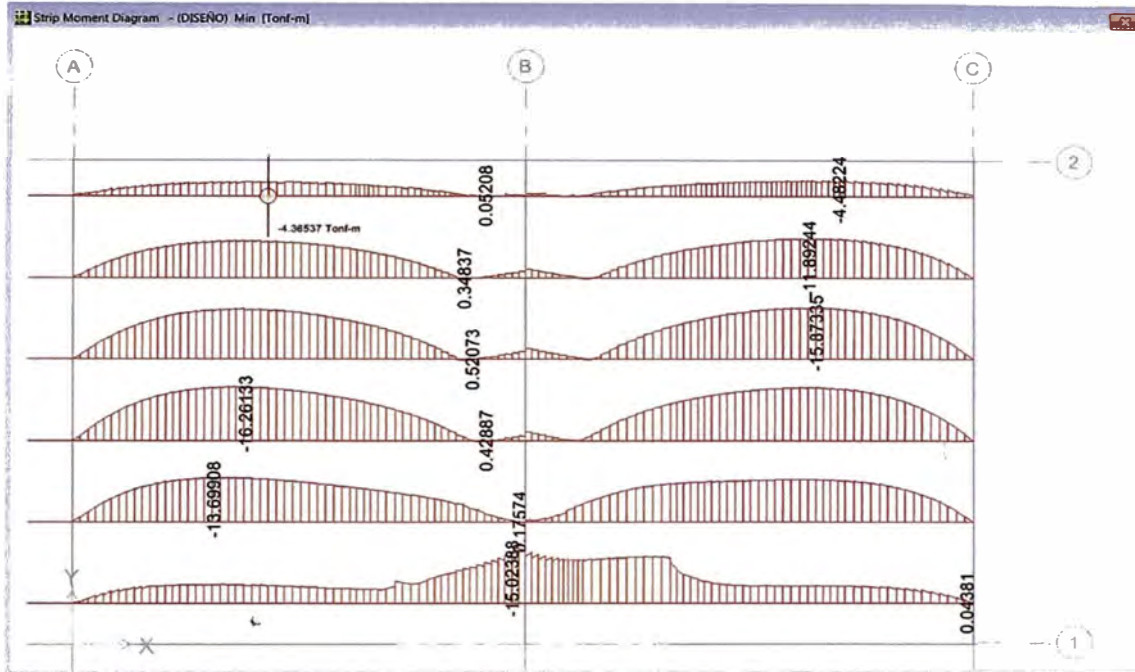 Strip Moment Diagram - (DISEÑO) Min [Tonf-m]
A
B
C
2
0.05208
-4.48224
-4.36537 Tonf-m
0.34837
-11.89244
0.52073
-15.87335
-16.26133
0.42887
-13.69908
0.17574
-15.02388
0.04381
Y
X
1